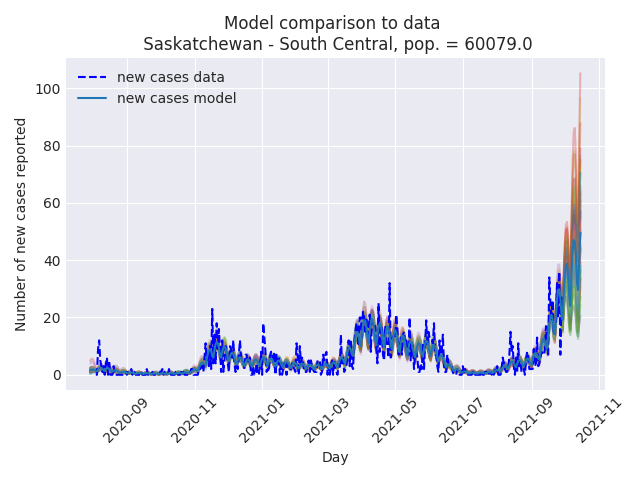 Model comparison to data
Saskatchewan - South Central, pop. = 60079.0
new cases data
new cases model
Number of new cases reported
100
80
60
40
20
0
2020-09
2020-11
2021-01
2021-03
2021-05
2021-07
2021-09
2021-11
Day